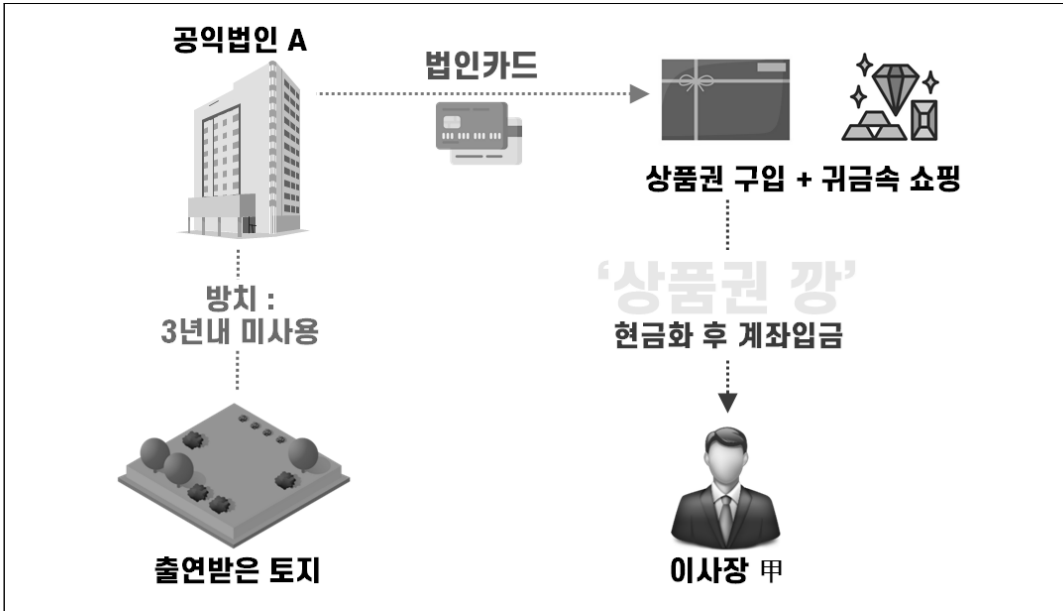 공익법인 A
법인카드
상품권 구입 + 귀금속 쇼핑
방치 :
3년내 미사용
‘상품권 깡’
현금화 후 계좌입금
출연받은 토지
이사장 甲